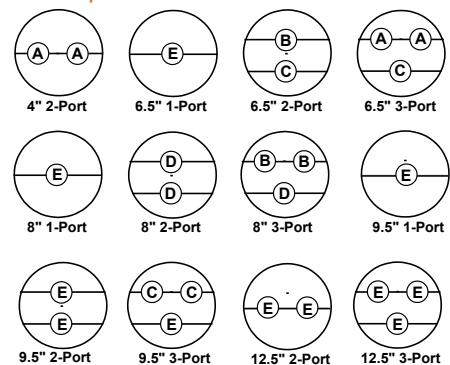 A A
4" 2-Port
E
6.5" 1-Port
B
C
6.5" 2-Port
A A
C
6.5" 3-Port
E
8" 1-Port
D
D
8" 2-Port
B B
D
8" 3-Port
E
9.5" 1-Port
E
E
9.5" 2-Port
C C
E
9.5" 3-Port
E E
12.5" 2-Port
E E
E
12.5" 3-Port